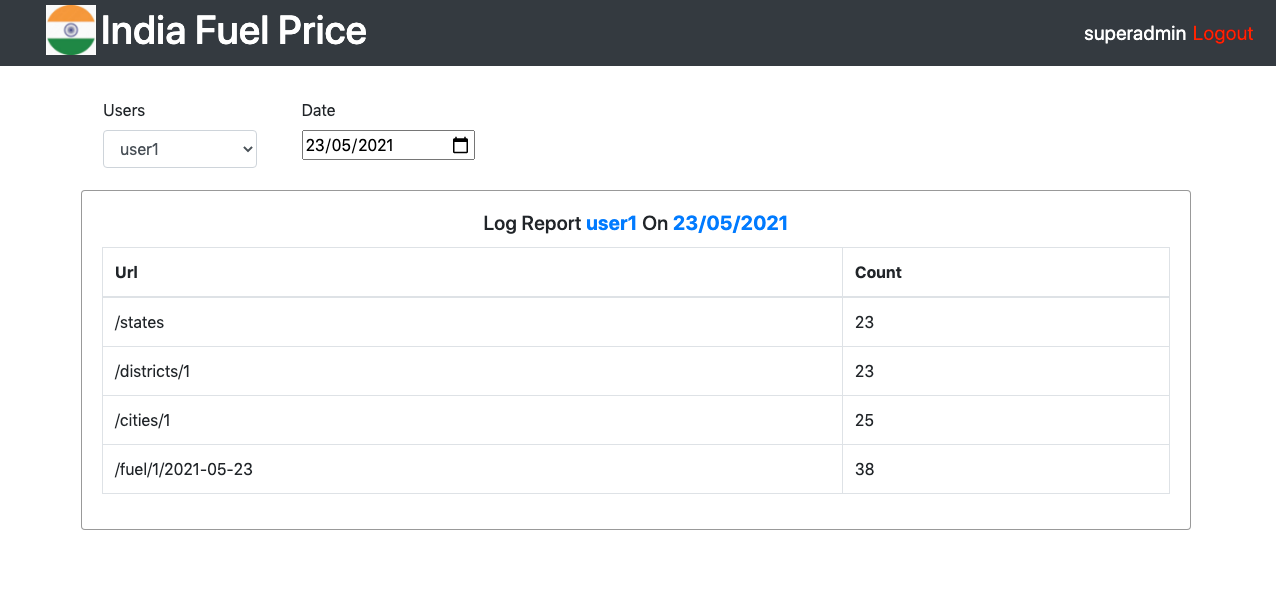 India Fuel Price
superadmin Logout
Users Date
user1 23/05/2021
Log Report user1 On 23/05/2021
Url Count
/states 23
/districts/1 23
/cities/1 25
/fuel/1/2021-05-23 38